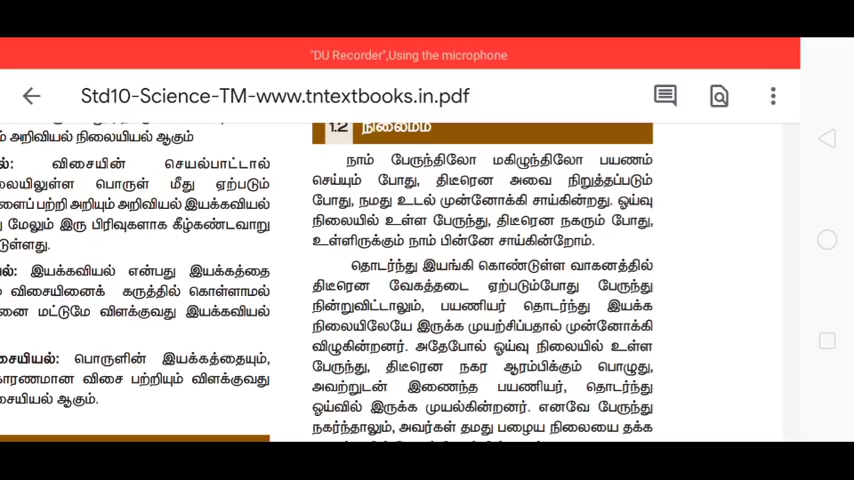 "DU Recorder",Using the microphone
Std10-Science-TM-www.tntextbooks.in.pdf
ம் அறிவியல் நிலையியல் ஆகும்
ல்: விசையின் செயல்பாட்டால்
லையிலுள்ள பொருள் மீது ஏற்படும்
களைப் பற்றி அறியும் அறிவியல் இயக்கவியல்
து மேலும் இரு பிரிவுகளாக கீழ்கண்டவாறு
டுள்ளது.
யல்: இயக்கவியல் என்பது இயக்கத்தை
விசையினைக் கருத்தில் கொள்ளாமல்
னை மட்டுமே விளக்குவது இயக்கவியல்
சையியல்: பொருளின் இயக்கத்தையும்,
காரணமான விசை பற்றியும் விளக்குவது
சையியல் ஆகும்.
1.2 நிலைமம்
நாம் பேருந்திலோ மகிழுந்திலோ பயணம்
செய்யும் போது, திடீரென அவை நிறுத்தப்படும்
போது, நமது உடல் முன்னோக்கி சாய்கின்றது. ஓய்வு
நிலையில் உள்ள பேருந்து, திடீரென நகரும் போது,
உள்ளிருக்கும் நாம் பின்னே சாய்கின்றோம்.
தொடர்ந்து இயங்கி கொண்டுள்ள வாகனத்தில்
திடீரென வேகத்தடை ஏற்படும்போது பேருந்து
நின்றுவிட்டாலும், பயணியர் தொடர்ந்து இயக்க
நிலையிலேயே இருக்க முயற்சிப்பதால் முன்னோக்கி
விழுகின்றனர். அதேபோல் ஓய்வு நிலையில் உள்ள
பேருந்து, திடீரென நகர ஆரம்பிக்கும் பொழுது,
அவற்றுடன் இணைந்த பயணியர், தொடர்ந்து
ஓய்வில் இருக்க முயல்கின்றனர். எனவே பேருந்து
நகர்ந்தாலும், அவர்கள் தமது பழைய நிலையை தக்க